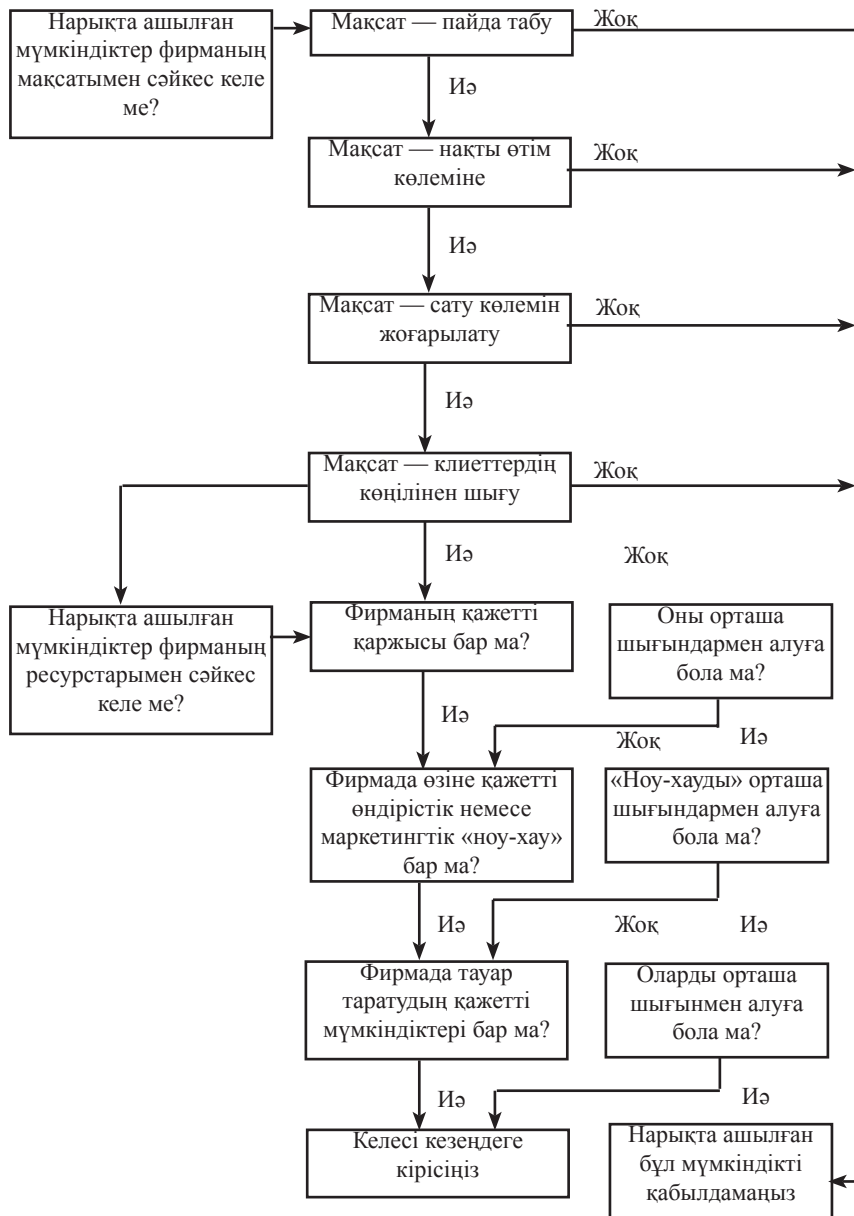 Нарықта ашылған
мүмкіндіктер фирманың
мақсатымен сәйкес келе
ме?
Мақсат — пайда табу
Жоқ
Иә
Мақсат — нақты өтім
көлеміне
Жоқ
Иә
Мақсат — сату көлемін
жоғарылату
Жоқ
Иә
Мақсат — клиеттердің
көңілінен шығу
Жоқ
Иә
Жоқ
Нарықта ашылған
мүмкіндіктер фирманың
ресурстарымен сәйкес
келе ме?
Фирманың қажетті
қаржысы бар ма?
Оны орташа
шығындармен алуға
бола ма?
Иә
Жоқ
Иә
Фирмада өзіне қажетті
өндірістік немесе
маркетингтік «ноу-хау»
бар ма?
«Ноу-хауды» орташа
шығындармен алуға
бола ма?
Иә
Жоқ
Иә
Фирмада тауар
таратудың қажетті
мүмкіндіктері бар ма?
Оларды орташа
шығынмен алуға
бола ма?
Иә
Иә
Келесі кезеңдеге
кірісіңіз
Нарықта ашылған
бұл мүмкіндікті
қабылдамаңыз